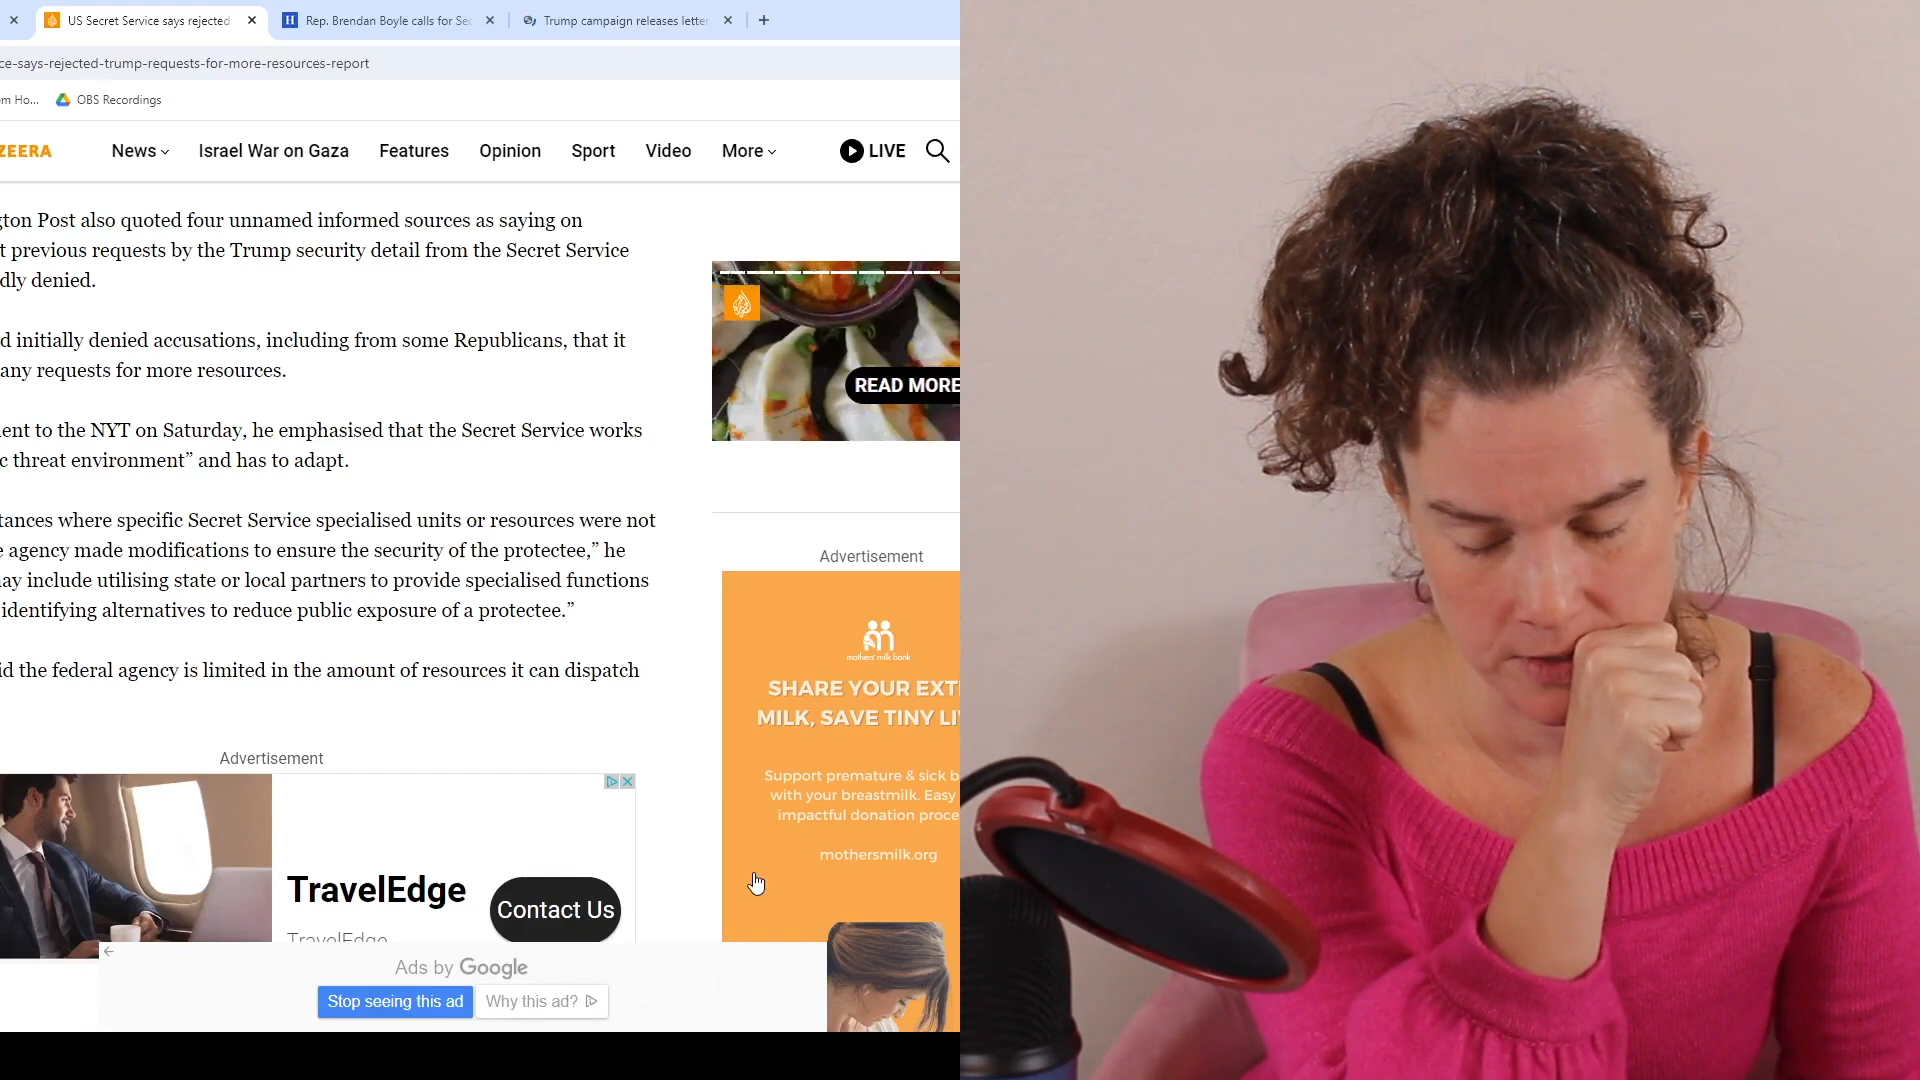 US Secret Service says rejected
Rep. Brendan Boyle calls for Sec
Trump campaign releases letter
ce-says-rejected-trump-requests-for-more-resources-report
m Ho...
OBS Recordings
ZEERA
News
Israel War on Gaza
Features
Opinion
Sport
Video
More
LIVE
gton Post also quoted four unnamed informed sources as saying on
t previous requests by the Trump security detail from the Secret Service
dly denied.
d initially denied accusations, including from some Republicans, that it
any requests for more resources.
ent to the NYT on Saturday, he emphasised that the Secret Service works
c threat environment” and has to adapt.
tances where specific Secret Service specialised units or resources were not
e agency made modifications to ensure the security of the protectee,” he
ay include utilising state or local partners to provide specialised functions
identifying alternatives to reduce public exposure of a protectee.”
id the federal agency is limited in the amount of resources it can dispatch
READ MORE
Advertisement
mothers' milk bank
SHARE YOUR EXT
MILK, SAVE TINY LI
Support premature & sick b
with your breastmilk. Easy
impactful donation proce
mothersmilk.org
Advertisement
TravelEdge
Contact Us
TravelEdge
Ads by Google
Stop seeing this ad
Why this ad?